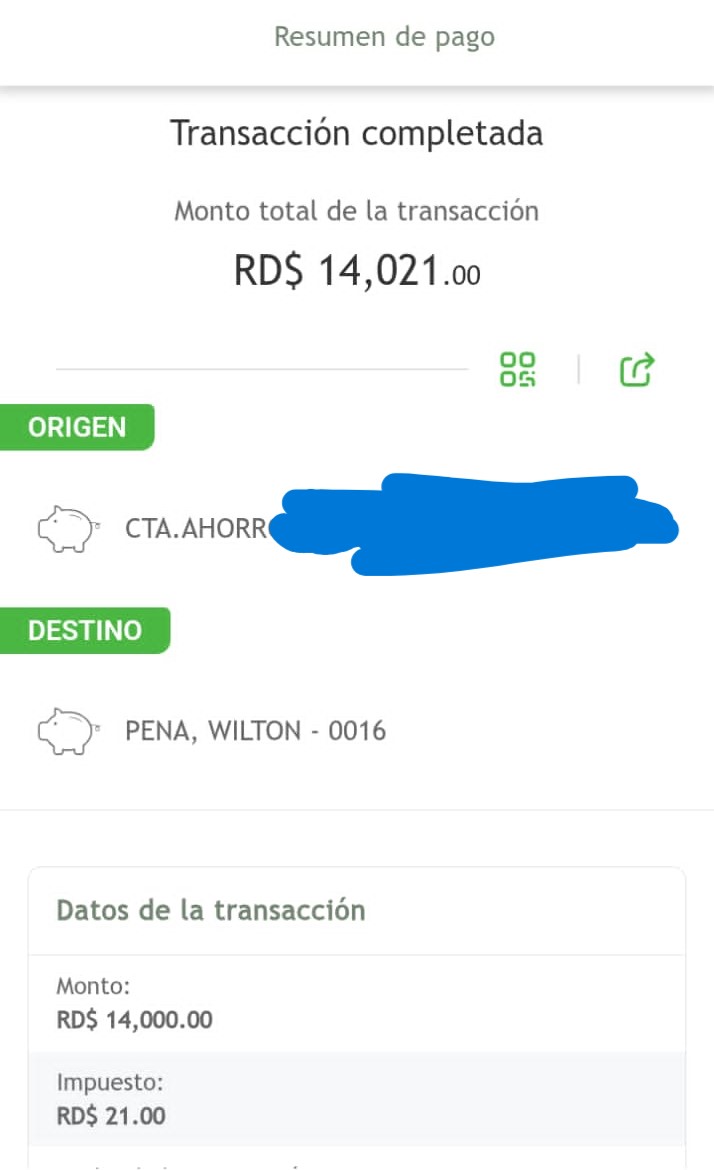 Resumen de pago
Transacción completada
Monto total de la transacción
RD$ 14,021.00
ORIGEN
CTA.AHORR
DESTINO
PENA, WILTON - 0016
Datos de la transacción
Monto:
RD$ 14,000.00
Impuesto:
RD$ 21.00